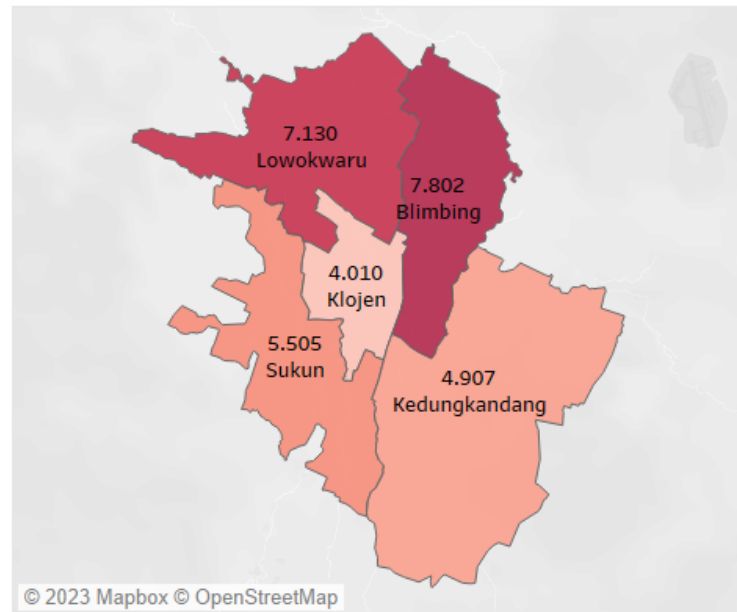 7.130
Lowokwaru
7.802
Blimbing
4.010
Klojen
5.505
Sukun
4.907
Kedungkandang
© 2023 Mapbox © OpenStreetMap